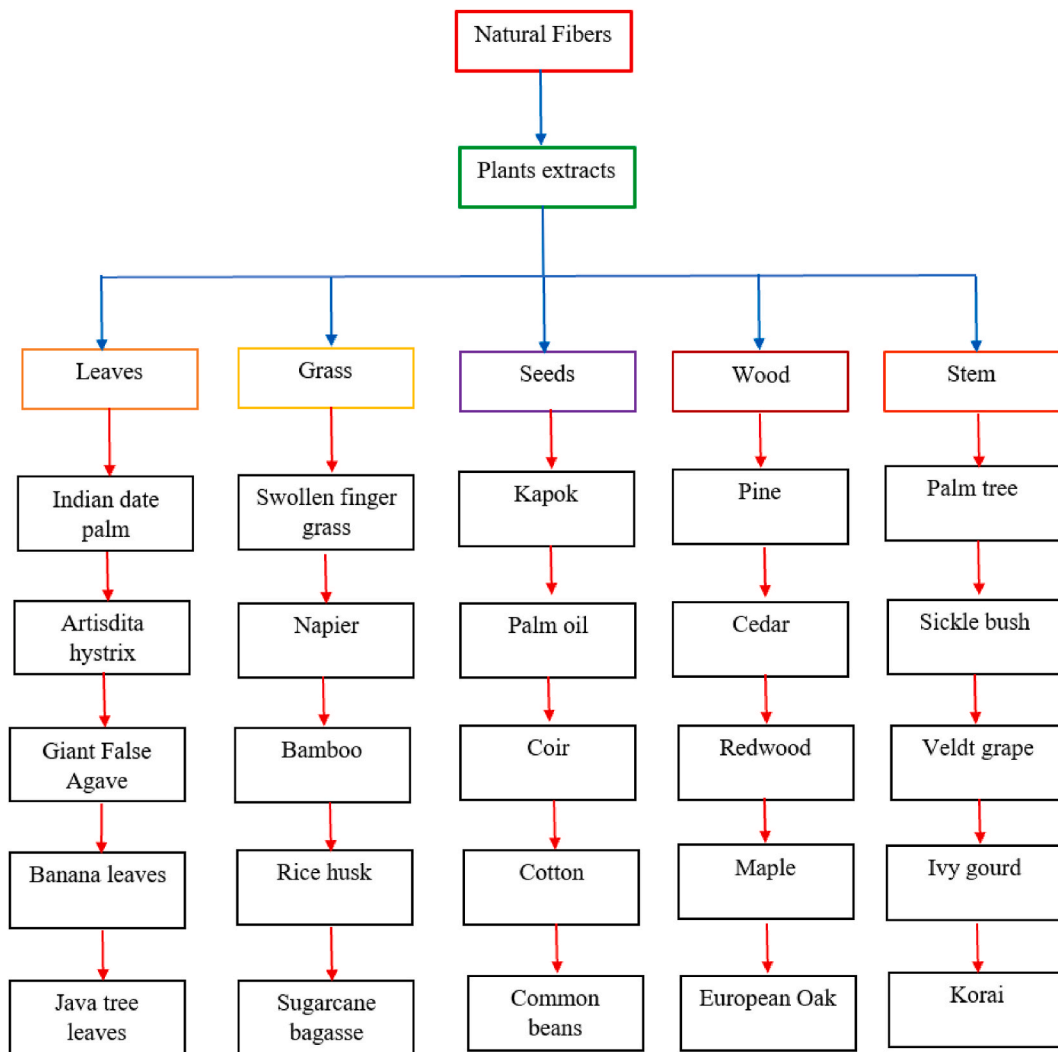 Natural Fibers
Plants extracts
Leaves
Grass
Seeds
Wood
Stem
Indian date
palm
Swollen finger
grass
Kapok
Pine
Palm tree
Artisdita
hystrix
Napier
Palm oil
Cedar
Sickle bush
Giant False
Agave
Bamboo
Coir
Redwood
Veldt grape
Banana leaves
Rice husk
Cotton
Maple
Ivy gourd
Java tree
leaves
Sugarcane
bagasse
Common
beans
European Oak
Korai